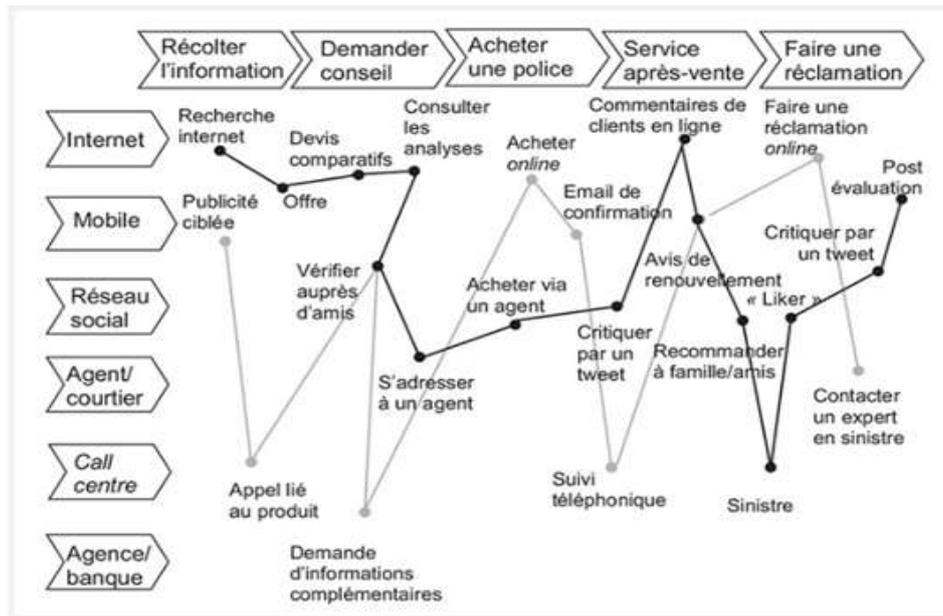 Récolter
l'information
Demander
conseil
Acheter
une police
Service
après-vente
Faire une
réclamation
Internet
Mobile
Réseau
social
Agent/
courtier
Call
centre
Agence/
banque
Recherche
internet
Devis
comparatifs
Consulter
les
analyses
Offre
Publicité
ciblée
Vérifier
auprès
d'amis
S'adresser
à un agent
Appel lié
au produit
Demande
d'informations
complémentaires
Acheter
online
Email de
confirmation
Acheter via
un agent
Critiquer
par un
tweet
Suivi
téléphonique
Commentaires de
clients en ligne
Avis de
renouvellement
Recommander
à famille/amis
Sinistre
Faire une
réclamation
online
Post
évaluation
Critiquer par
un tweet
« Liker »
Contacter
un expert
en sinistre